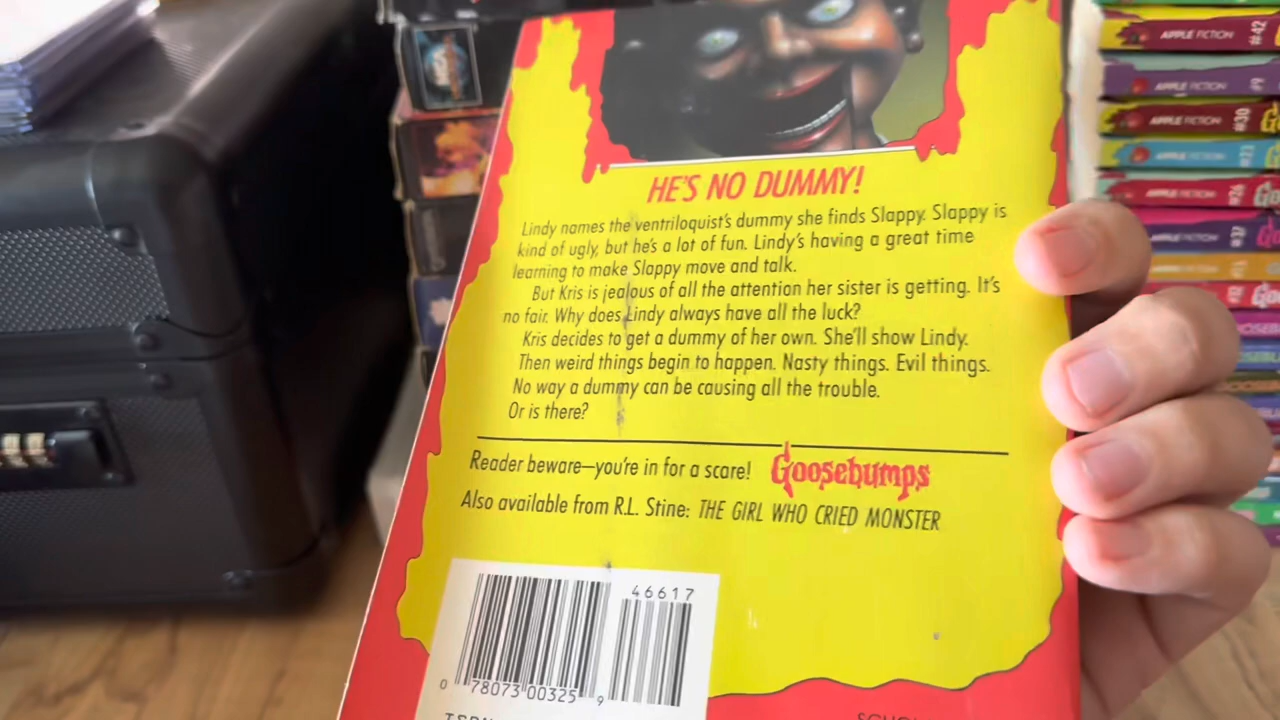 HE'S NO DUMMY!
Lindy names the ventriloquist's dummy she finds Slappy. Slappy is
kind of ugly, but he's a lot of fun. Lindy's having a great time
learning to make Slappy move and talk.
But Kris is jealous of all the attention her sister is getting. It's
no fair. Why does Lindy always have all the luck?
Kris decides to get a dummy of her own. She'll show Lindy.
Then weird things begin to happen. Nasty things. Evil things.
No way a dummy can be causing all the trouble.
Or is there?
Reader beware—you're in for a scare! Goosebumps
Also available from R.L. Stine: THE GIRL WHO CRIED MONSTER
46617
0 78073 00325 9
APPLE FICTION #42
APPLE FICTION #9
APPLE FICTION #30
APPLE FICTION #23
APPLE FICTION #26
APPLE FICTION